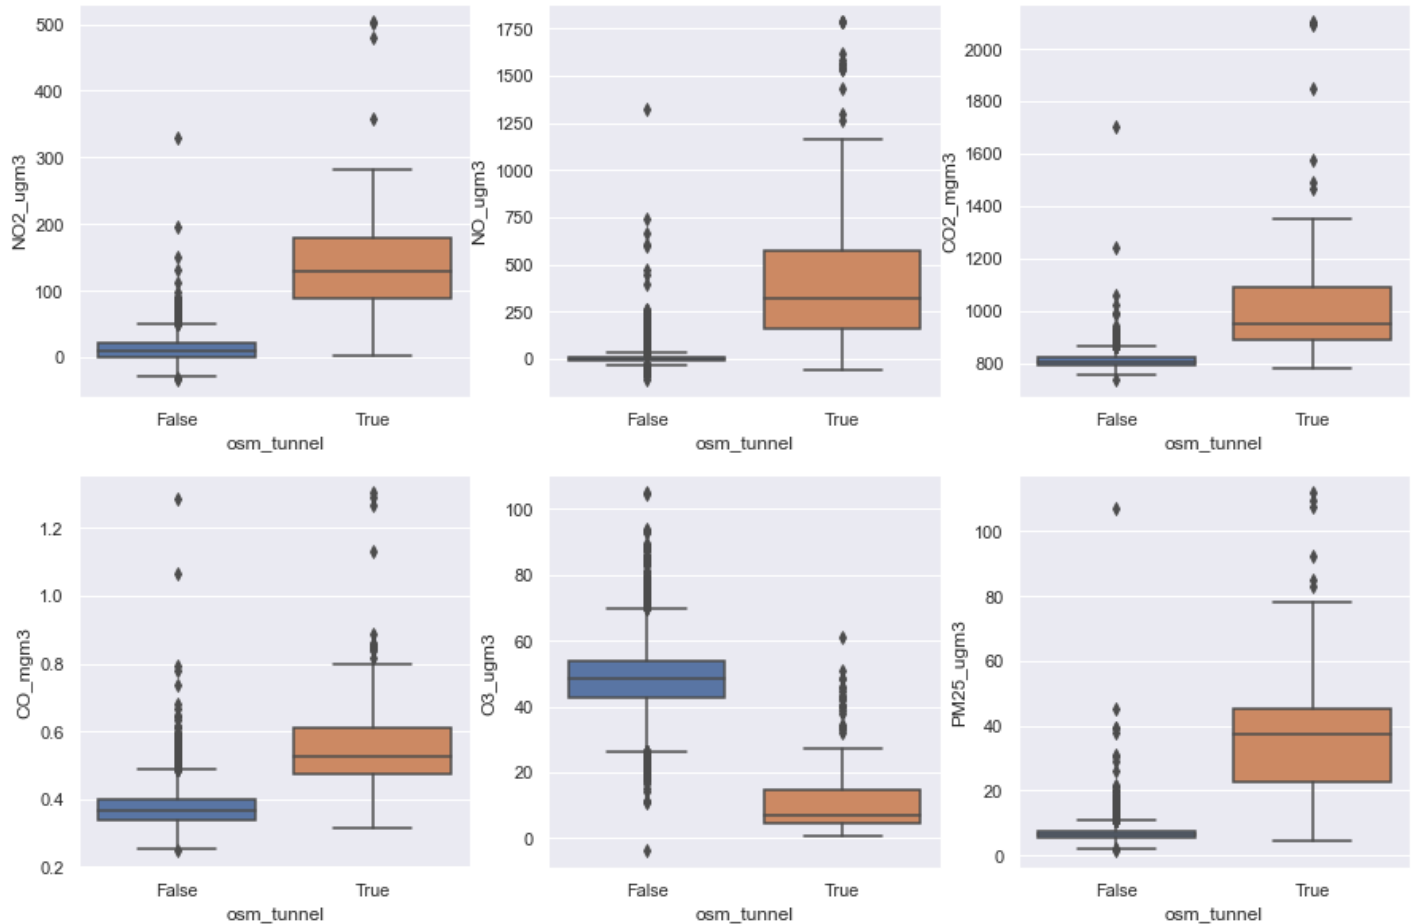 500
400
300
200
100
0
NO2_ugm3
False True
osm_tunnel
1750
1500
1250
1000
750
500
250
0
NO_ugm3
False True
osm_tunnel
2000
1800
1600
1400
1200
1000
800
CO2_mgm3
False True
osm_tunnel
1.2
1.0
0.8
0.6
0.4
0.2
CO_mgm3
False True
osm_tunnel
100
80
60
40
20
0
O3_ugm3
False True
osm_tunnel
100
80
60
40
20
0
PM25_ugm3
False True
osm_tunnel